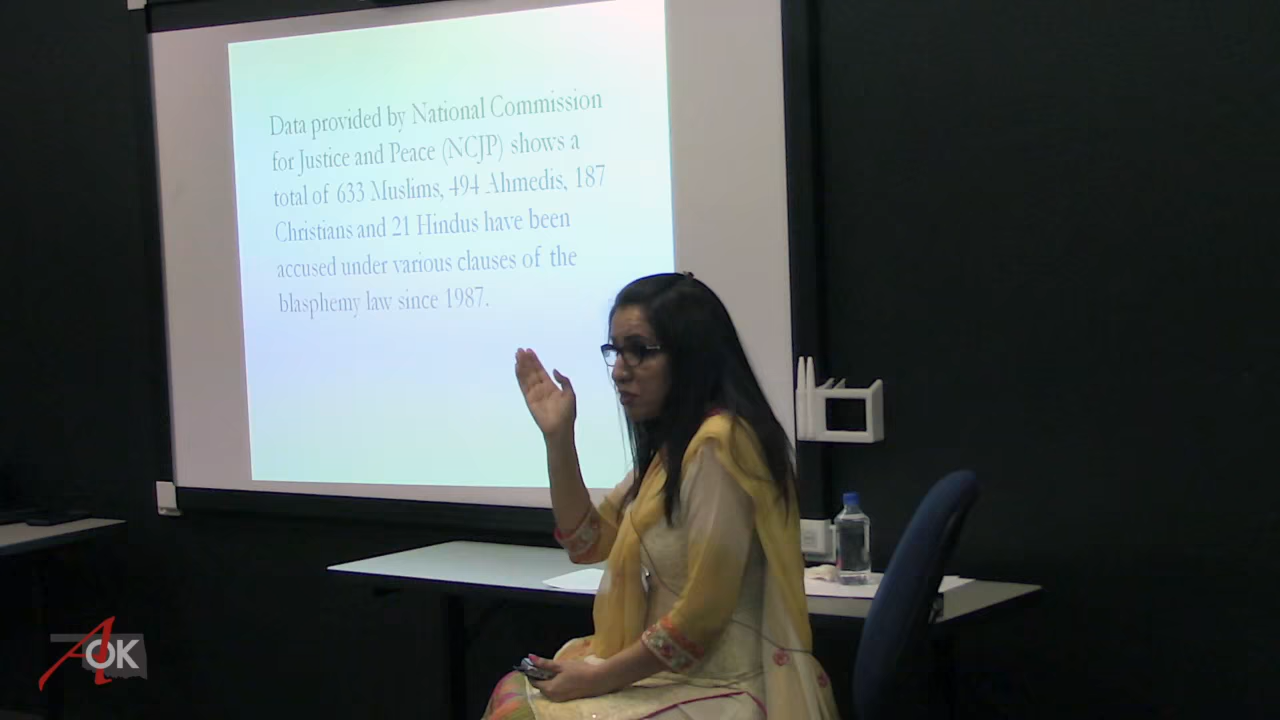 Data provided by National Commission
for Justice and Peace (NCJP) shows a
total of 633 Muslims, 494 Ahmedis, 187
Christians and 21 Hindus have been
accused under various clauses of the
blasphemy law since 1987.
AOK